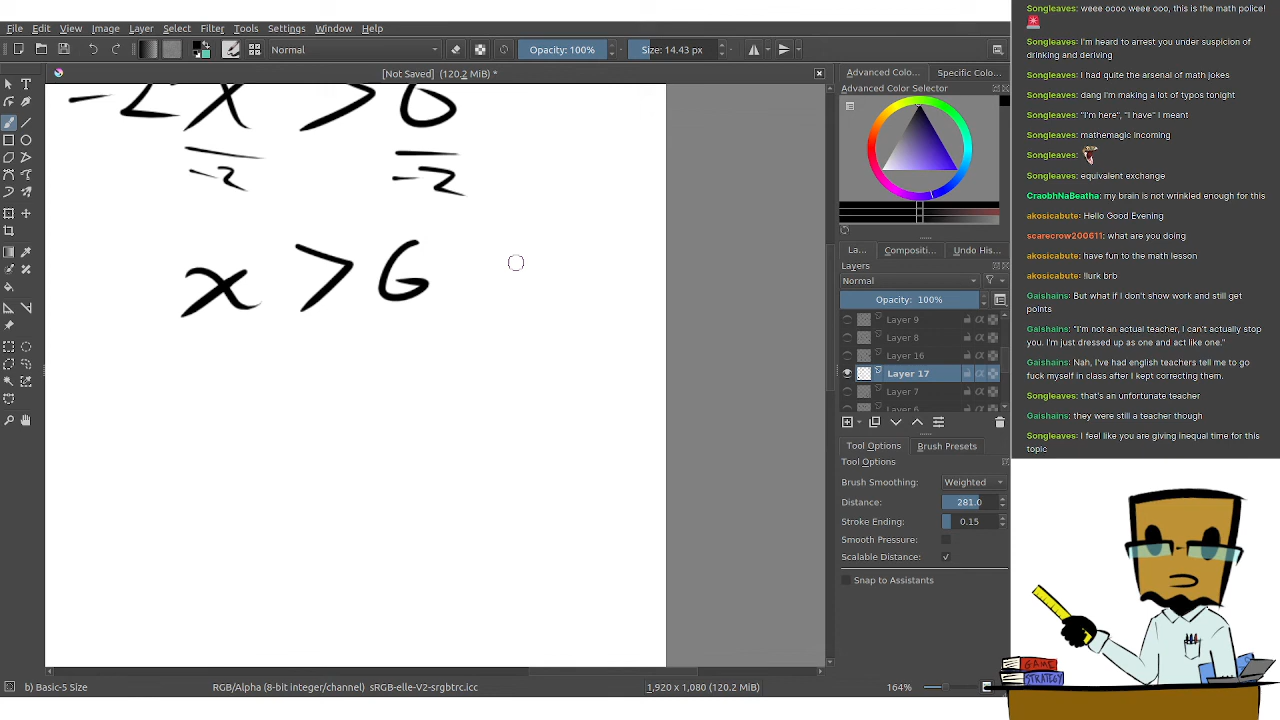 File Edit View Image Layer Select Filter Tools Settings Window Help
Normal
Opacity: 100%
Size: 14.43 px
[Not Saved] (120.2 MiB) *
-2x > 0
-2 -2
x > 6
Advanced Colo...
Specific Colo...
Advanced Color Selector
La...
Compositi...
Undo His...
Layers
Normal
Opacity: 100%
Layer 9
Layer 8
Layer 16
Layer 17
Layer 7
Layer 6
Tool Options
Brush Presets
Tool Options
Brush Smoothing: Weighted
Distance: 281.0
Stroke Ending: 0.15
Smooth Pressure:
Scalable Distance:
Snap to Assistants
b) Basic-5 Size
RGB/Alpha (8-bit integer/channel) sRGB-elle-V2-srgbtrc.icc
1,920 x 1,080 (120.2 MiB)
164%
Songleaves: weee oooo weee ooo, this is the math police!
Songleaves: I'm heard to arrest you under suspicion of
drinking and deriving
Songleaves: I had quite the arsenal of math jokes
Songleaves: dang I'm making a lot of typos tonight
Songleaves: "I'm here", "I have" I meant
Songleaves: mathemagic incoming
Songleaves:
Songleaves: equivalent exchange
CraobhNaBeatha: my brain is not wrinkled enough for this
akosicabute: Hello Good Evening
scarecrow200611: what are you doing
akosicabute: have fun to the math lesson
akosicabute: !lurk brb
Gaishains: But what if I don't show work and still get
points
Gaishains: "I'm not an actual teacher, I can't actually stop
you. I'm just dressed up as one and act like one."
Gaishains: Nah, I've had english teachers tell me to go
fuck myself in class after I kept correcting them.
Songleaves: that's an unfortunate teacher
Gaishains: they were still a teacher though
Songleaves: I feel like you are giving inequal time for this
topic
GAME
STRATEGY